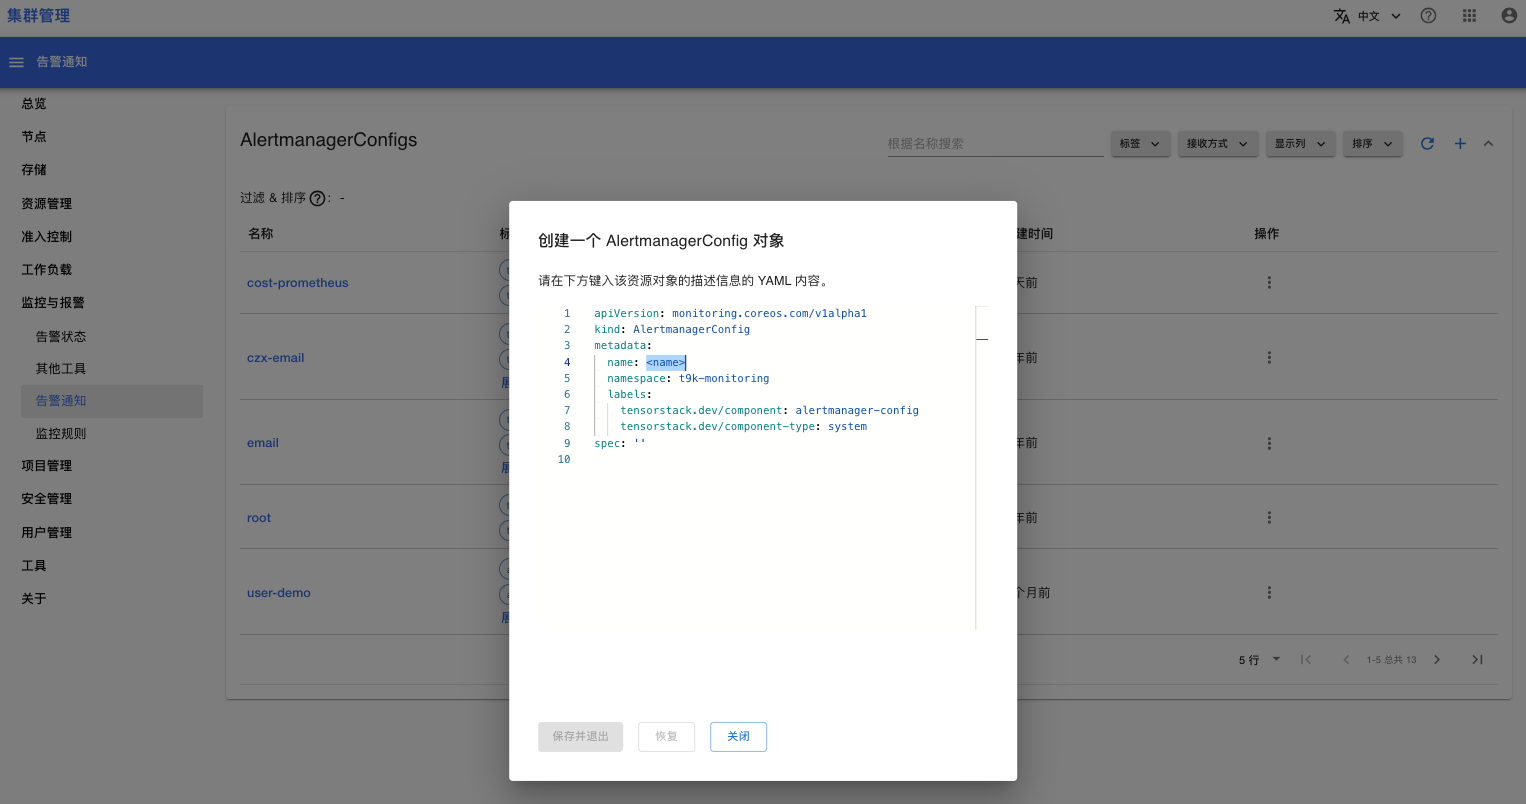 集群管理
中文
告警通知
总览
节点
存储
资源管理
准入控制
工作负载
监控与报警
告警状态
其他工具
告警通知
监控规则
项目管理
安全管理
用户管理
工具
关于
AlertmanagerConfigs
根据名称搜索
标签
接收方式
显示列
排序
过滤 & 排序 ? : -
名称
建时间
操作
cost-prometheus
天前
czx-email
年前
email
年前
root
年前
user-demo
个月前
5 行
1-5 总共 13
创建一个 AlertmanagerConfig 对象
请在下方键入该资源对象的描述信息的 YAML 内容。
1 apiVersion: monitoring.coreos.com/v1alpha1
2 kind: AlertmanagerConfig
3 metadata:
4 name: <name>
5 namespace: t9k-monitoring
6 labels:
7 tensorstack.dev/component: alertmanager-config
8 tensorstack.dev/component-type: system
9 spec: ''
10
保存并退出
恢复
关闭